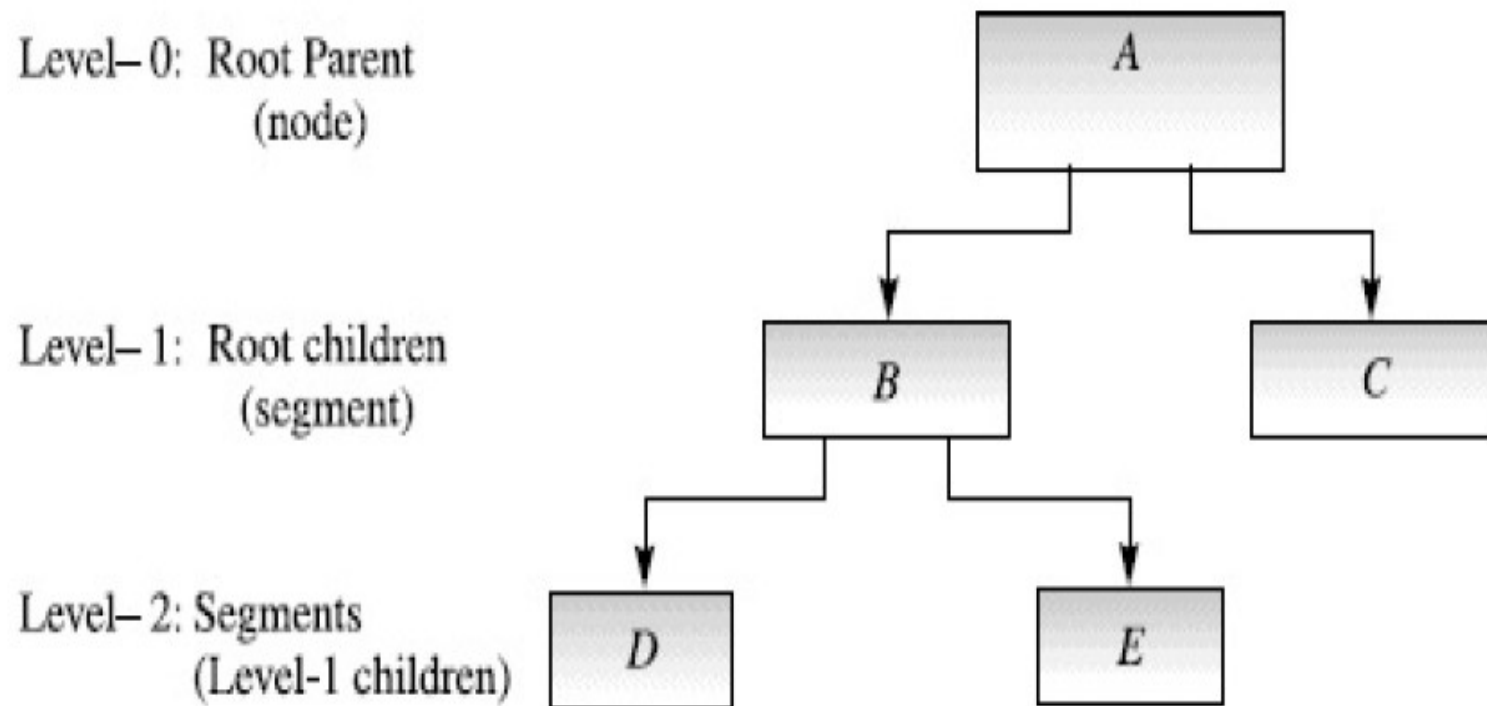 Level–0: Root Parent
(node)
A
Level–1: Root children
(segment)
B
C
Level–2: Segments
(Level-1 children)
D
E